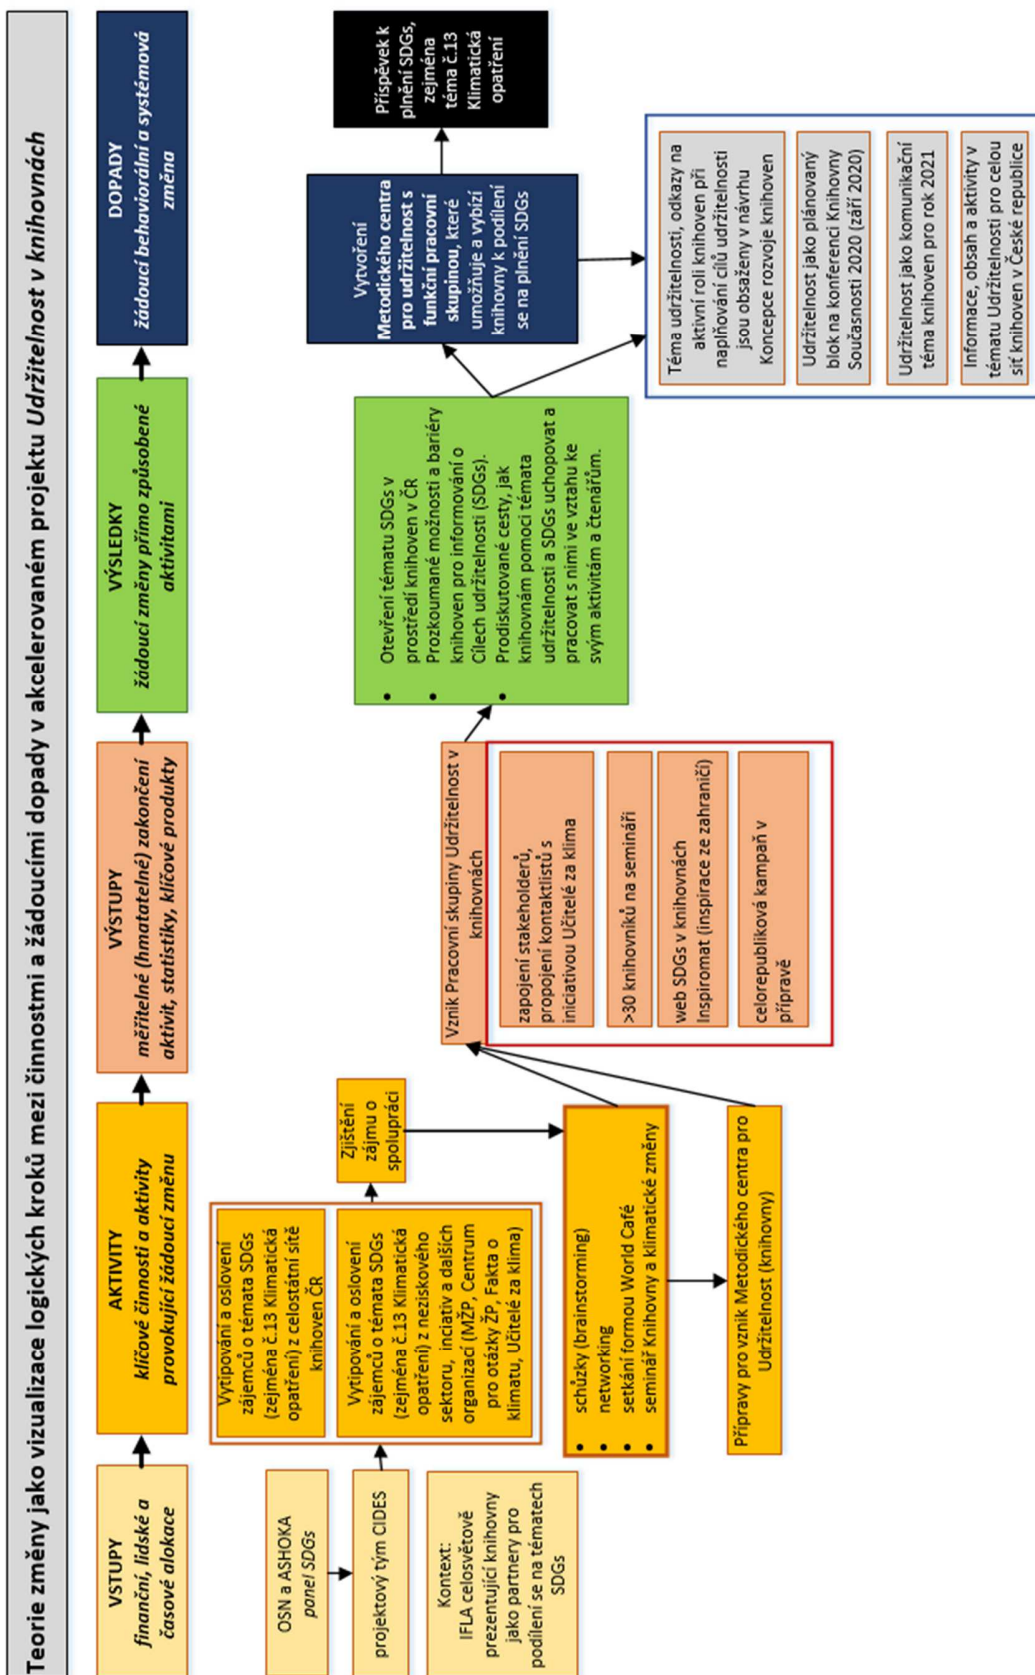 Teorie změny jako vizualizace logických kroků mezi činnostmi a žádoucími dopady v akcelerovaném projektu Udržitelnost v knihovnách
VSTUPY
finanční, lidské a
časové alokace
AKTIVITY
klíčové činnosti a aktivity
provokující žádoucí změnu
VÝSTUPY
měřitelné (hmatatelné) zakončení
aktivit, statistiky, klíčové produkty
VÝSLEDKY
žádoucí změny přímo způsobené
aktivitami
DOPADY
žádoucí behaviorální a systémová
změna
OSN a ASHOKA
panel SDGs
projektový tým CIDES
Kontext:
IFLA celosvětově
prezentující knihovny
jako partnery pro
podílení se na tématech
SDGs
Vytipování a oslovení
zájemců o témata SDGs
(zejména č.13 Klimatická
opatření) z celostátní sítě
knihoven ČR
Vytipování a oslovení
zájemců o témata SDGs
(zejména č.13 Klimatická
opatření) z neziskového
sektoru, inciativ a dalších
organizací (MŽP, Centrum
pro otázky ŽP, Fakta o
klimatu, Učitelé za klima)
Zjištění
zájmu o
spolupráci
• schůzky (brainstorming)
• networking
• setkání formou World Café
• seminář Knihovny a klimatické změny
Přípravy pro vznik Metodického centra pro
Udržitelnost (knihovny)
Vznik Pracovní skupiny Udržitelnost v
knihovnách
zapojení stakeholderů,
propojení kontaktlistů s
iniciativou Učitelé za klima
>30 knihovníků na semináři
web SDGs v knihovnách
Inspiromat (inspirace ze zahraničí)
celorepubliková kampaň v
přípravě
• Otevření tématu SDGs v
prostředí knihoven v ČR
• Prozkoumané možnosti a bariéry
knihoven pro informování o
Cílech udržitelnosti (SDGs).
• Prodiskutované cesty, jak
knihovnám pomoci témata
udržitelnosti a SDGs uchopovat a
pracovat s nimi ve vztahu ke
svým aktivitám a čtenářům.
Vytvoření
Metodického centra
pro udržitelnost s
funkční pracovní
skupinou, které
umožňuje a vybízí
knihovny k podílení
se na plnění SDGs
Příspěvek k
plnění SDGs,
zejména
téma č.13
Klimatická
opatření
Téma udržitelnosti, odkazy na
aktivní roli knihoven při
naplňování cílů udržitelnosti
jsou obsaženy v návrhu
Koncepce rozvoje knihoven
Udržitelnost jako plánovaný
blok na konferenci Knihovny
Současnosti 2020 (září 2020)
Udržitelnost jako komunikační
téma knihoven pro rok 2021
Informace, obsah a aktivity v
tématu Udržitelnosti pro celou
síť knihoven v České republice